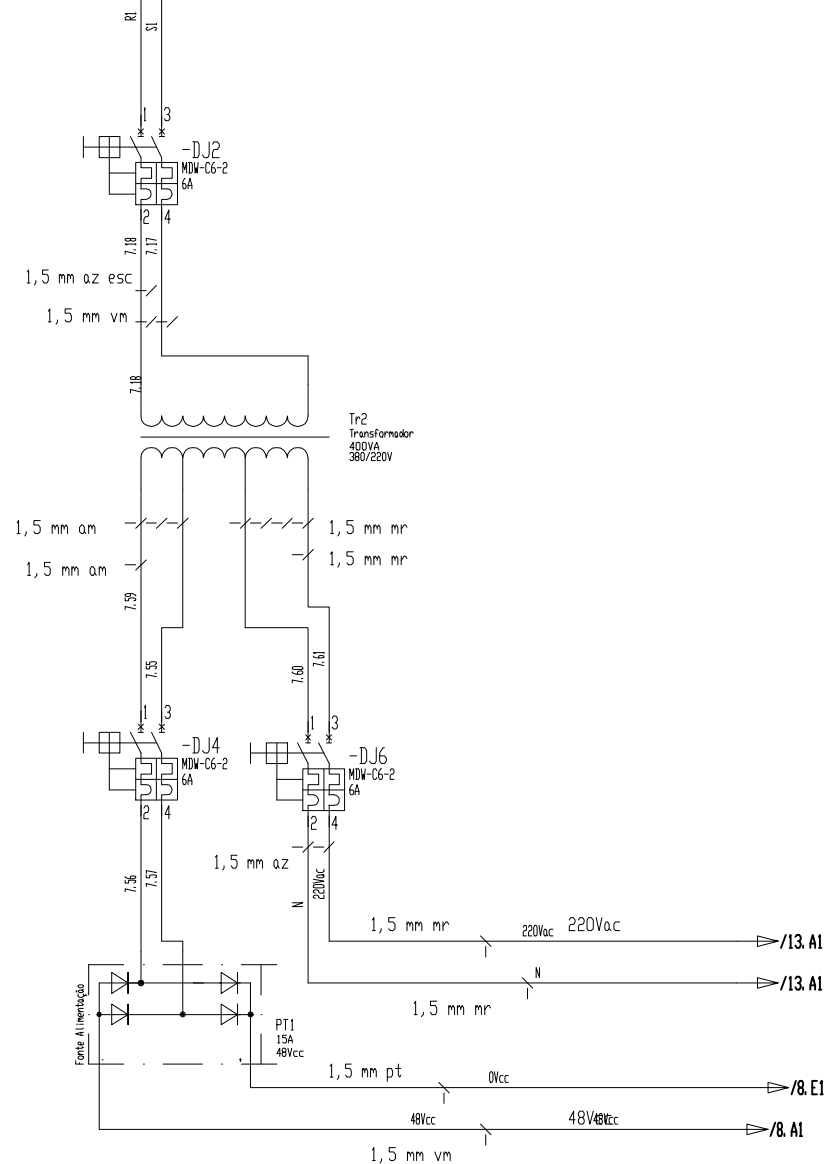 R1
S1
1 3
-DJ2
MDW-C6-2
6A
2 4
7.18
7.17
1,5 mm az esc
1,5 mm vm
7.18
Tr2
Transformador
400VA
380/220V
1,5 mm am
1,5 mm mr
1,5 mm am
1,5 mm mr
7.59
7.55
7.60
7.61
1 3
-DJ4
MDW-C6-2
6A
2 4
1 3
-DJ6
MDW-C6-2
6A
2 4
1,5 mm az
7.56
7.57
N
220Vac
1,5 mm mr
220Vac
220Vac
/13.A1
N
/13.A1
1,5 mm mr
Fonte Alimentação
PT1
15A
48Vcc
- +
1,5 mm pt
0Vcc
/8.E1
48Vcc
48Vcc
/8.A1
1,5 mm vm